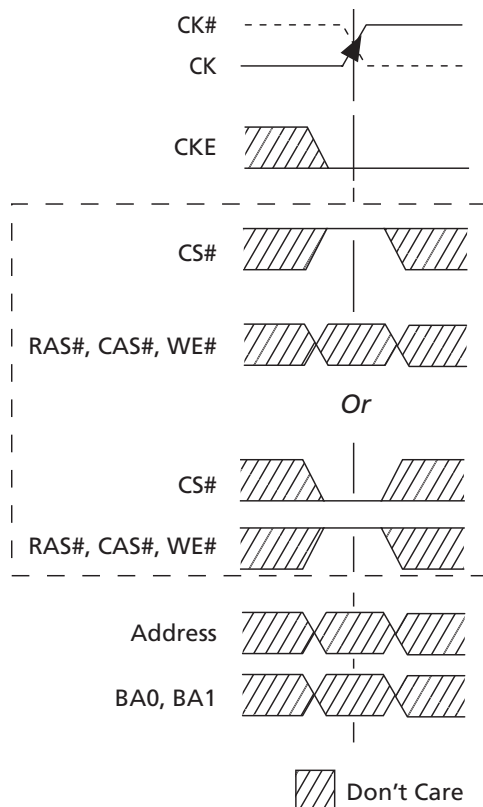 CK#
CK
CKE
CS#
RAS#, CAS#, WE#
Or
CS#
RAS#, CAS#, WE#
Address
BA0, BA1
Don't Care